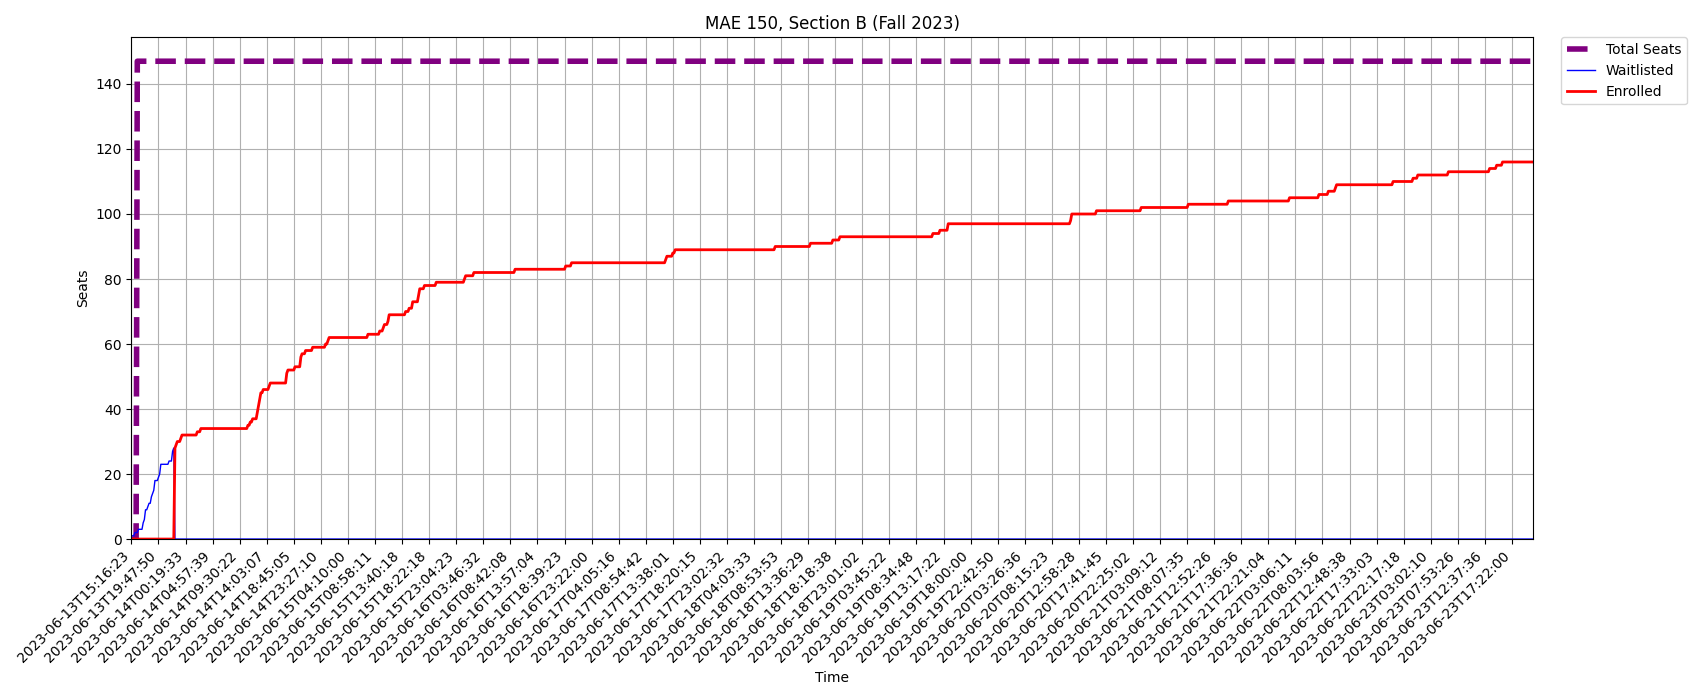 MAE 150, Section B (Fall 2023)
Total Seats
Waitlisted
Enrolled
Seats
140
120
100
80
60
40
20
0
2023-06-13T15:16:23
2023-06-13T19:47:50
2023-06-14T00:19:33
2023-06-14T04:57:39
2023-06-14T09:30:22
2023-06-14T14:03:07
2023-06-14T18:45:05
2023-06-14T23:27:10
2023-06-15T04:10:00
2023-06-15T08:58:11
2023-06-15T13:40:18
2023-06-15T18:22:18
2023-06-15T23:04:23
2023-06-16T03:46:32
2023-06-16T08:42:08
2023-06-16T13:57:04
2023-06-16T18:39:23
2023-06-16T23:22:00
2023-06-17T04:05:16
2023-06-17T08:54:42
2023-06-17T13:38:01
2023-06-17T18:20:15
2023-06-17T23:02:32
2023-06-18T04:03:33
2023-06-18T08:53:53
2023-06-18T13:36:29
2023-06-18T18:18:38
2023-06-18T23:01:02
2023-06-19T03:45:22
2023-06-19T08:34:48
2023-06-19T13:17:22
2023-06-19T18:00:00
2023-06-19T22:42:50
2023-06-20T03:26:36
2023-06-20T08:15:23
2023-06-20T12:58:28
2023-06-20T17:41:45
2023-06-20T22:25:02
2023-06-21T03:09:12
2023-06-21T08:07:35
2023-06-21T12:52:26
2023-06-21T17:36:36
2023-06-21T22:21:04
2023-06-22T03:06:11
2023-06-22T08:03:56
2023-06-22T12:48:38
2023-06-22T17:33:03
2023-06-22T22:17:18
2023-06-23T03:02:10
2023-06-23T07:53:26
2023-06-23T12:37:36
2023-06-23T17:22:00
Time